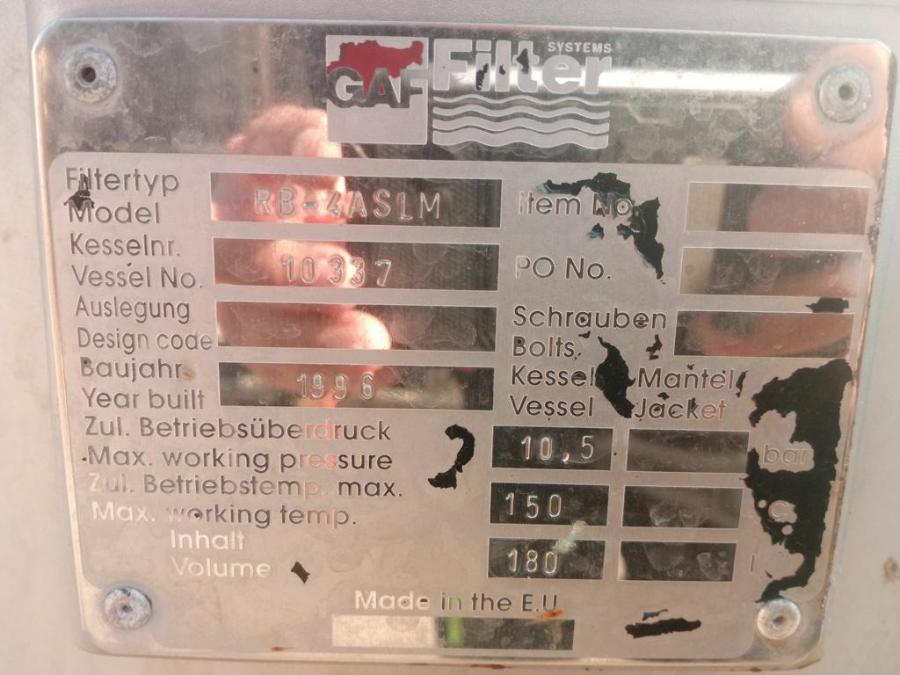 GAF Filter SYSTEMS
Filtertyp
Model RB-4ASLM Item No.
Kesselnr.
Vessel No. 10337 PO No.
Auslegung
Design code
Schrauben
Bolts
Baujahr
Year built 1996
Kessel Mantel
Vessel Jacket
Zul. Betriebsüberdruck
Max. working pressure 10,5 bar
Zul. Betriebstemp. max.
Max. working temp. 150 °C
Inhalt
Volume 180 l
Made in the E.U